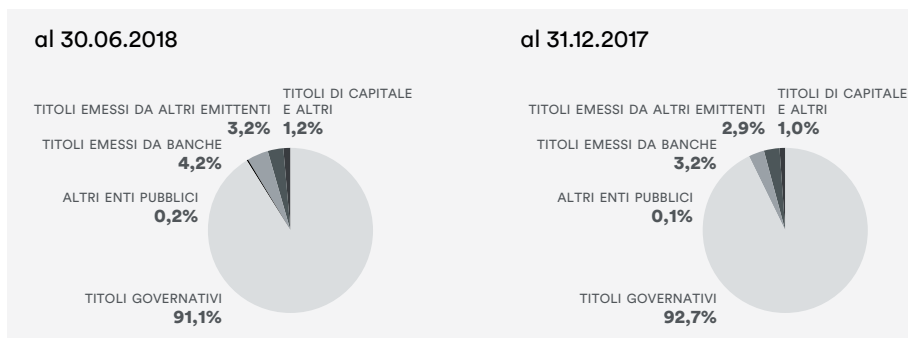 al 30.06.2018
TITOLI DI CAPITALE
E ALTRI
1,2%
TITOLI EMESSI DA ALTRI EMITTENTI
3,2%
TITOLI EMESSI DA BANCHE
4,2%
ALTRI ENTI PUBBLICI
0,2%
TITOLI GOVERNATIVI
91,1%
al 31.12.2017
TITOLI DI CAPITALE
E ALTRI
1,0%
TITOLI EMESSI DA ALTRI EMITTENTI
2,9%
TITOLI EMESSI DA BANCHE
3,2%
ALTRI ENTI PUBBLICI
0,1%
TITOLI GOVERNATIVI
92,7%